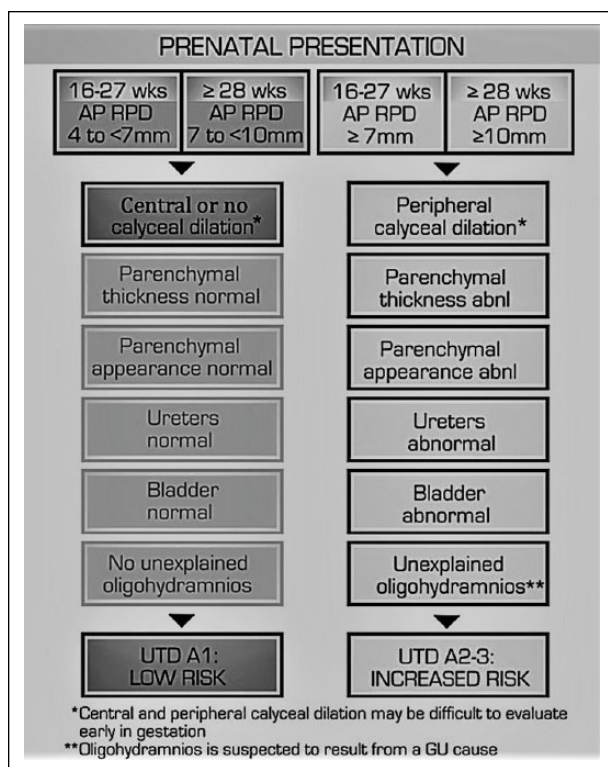 PRENATAL PRESENTATION
16-27 wks
AP RPD
4 to <7mm
≥ 28 wks
AP RPD
7 to <10mm
16-27 wks
AP RPD
≥ 7mm
≥ 28 wks
AP RPD
≥10mm
Central or no
calyceal dilation*
Parenchymal
thickness normal
Parenchymal
appearance normal
Ureters
normal
Bladder
normal
No unexplained
oligohydramnios
UTD A1:
LOW RISK
Peripheral
calyceal dilation*
Parenchymal
thickness abnl
Parenchymal
appearance abnl
Ureters
abnormal
Bladder
abnormal
Unexplained
oligohydramnios**
UTD A2-3:
INCREASED RISK
*Central and peripheral calyceal dilation may be difficult to evaluate
early in gestation
**Oligohydramnios is suspected to result from a GU cause